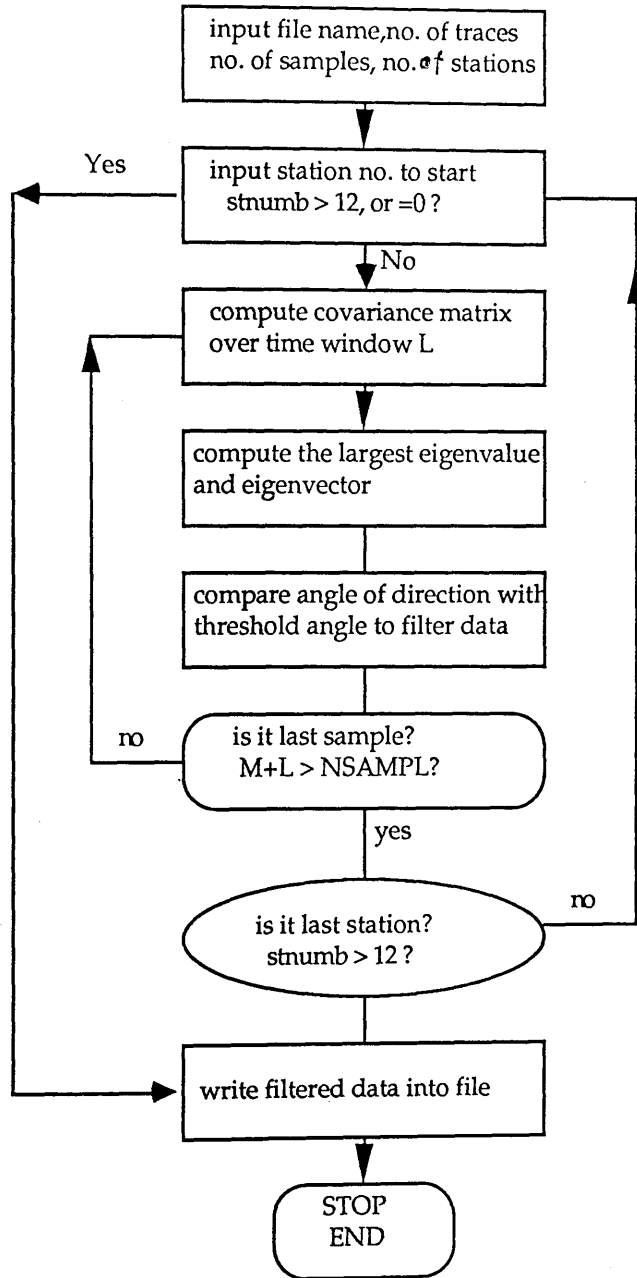 input file name,no. of traces
no. of samples, no. of stations
Yes
input station no. to start
stnumb > 12, or =0 ?
No
compute covariance matrix
over time window L
compute the largest eigenvalue
and eigenvector
compare angle of direction with
threshold angle to filter data
no
is it last sample?
M+L > NSAMPL?
yes
no
is it last station?
stnumb > 12 ?
write filtered data into file
STOP
END